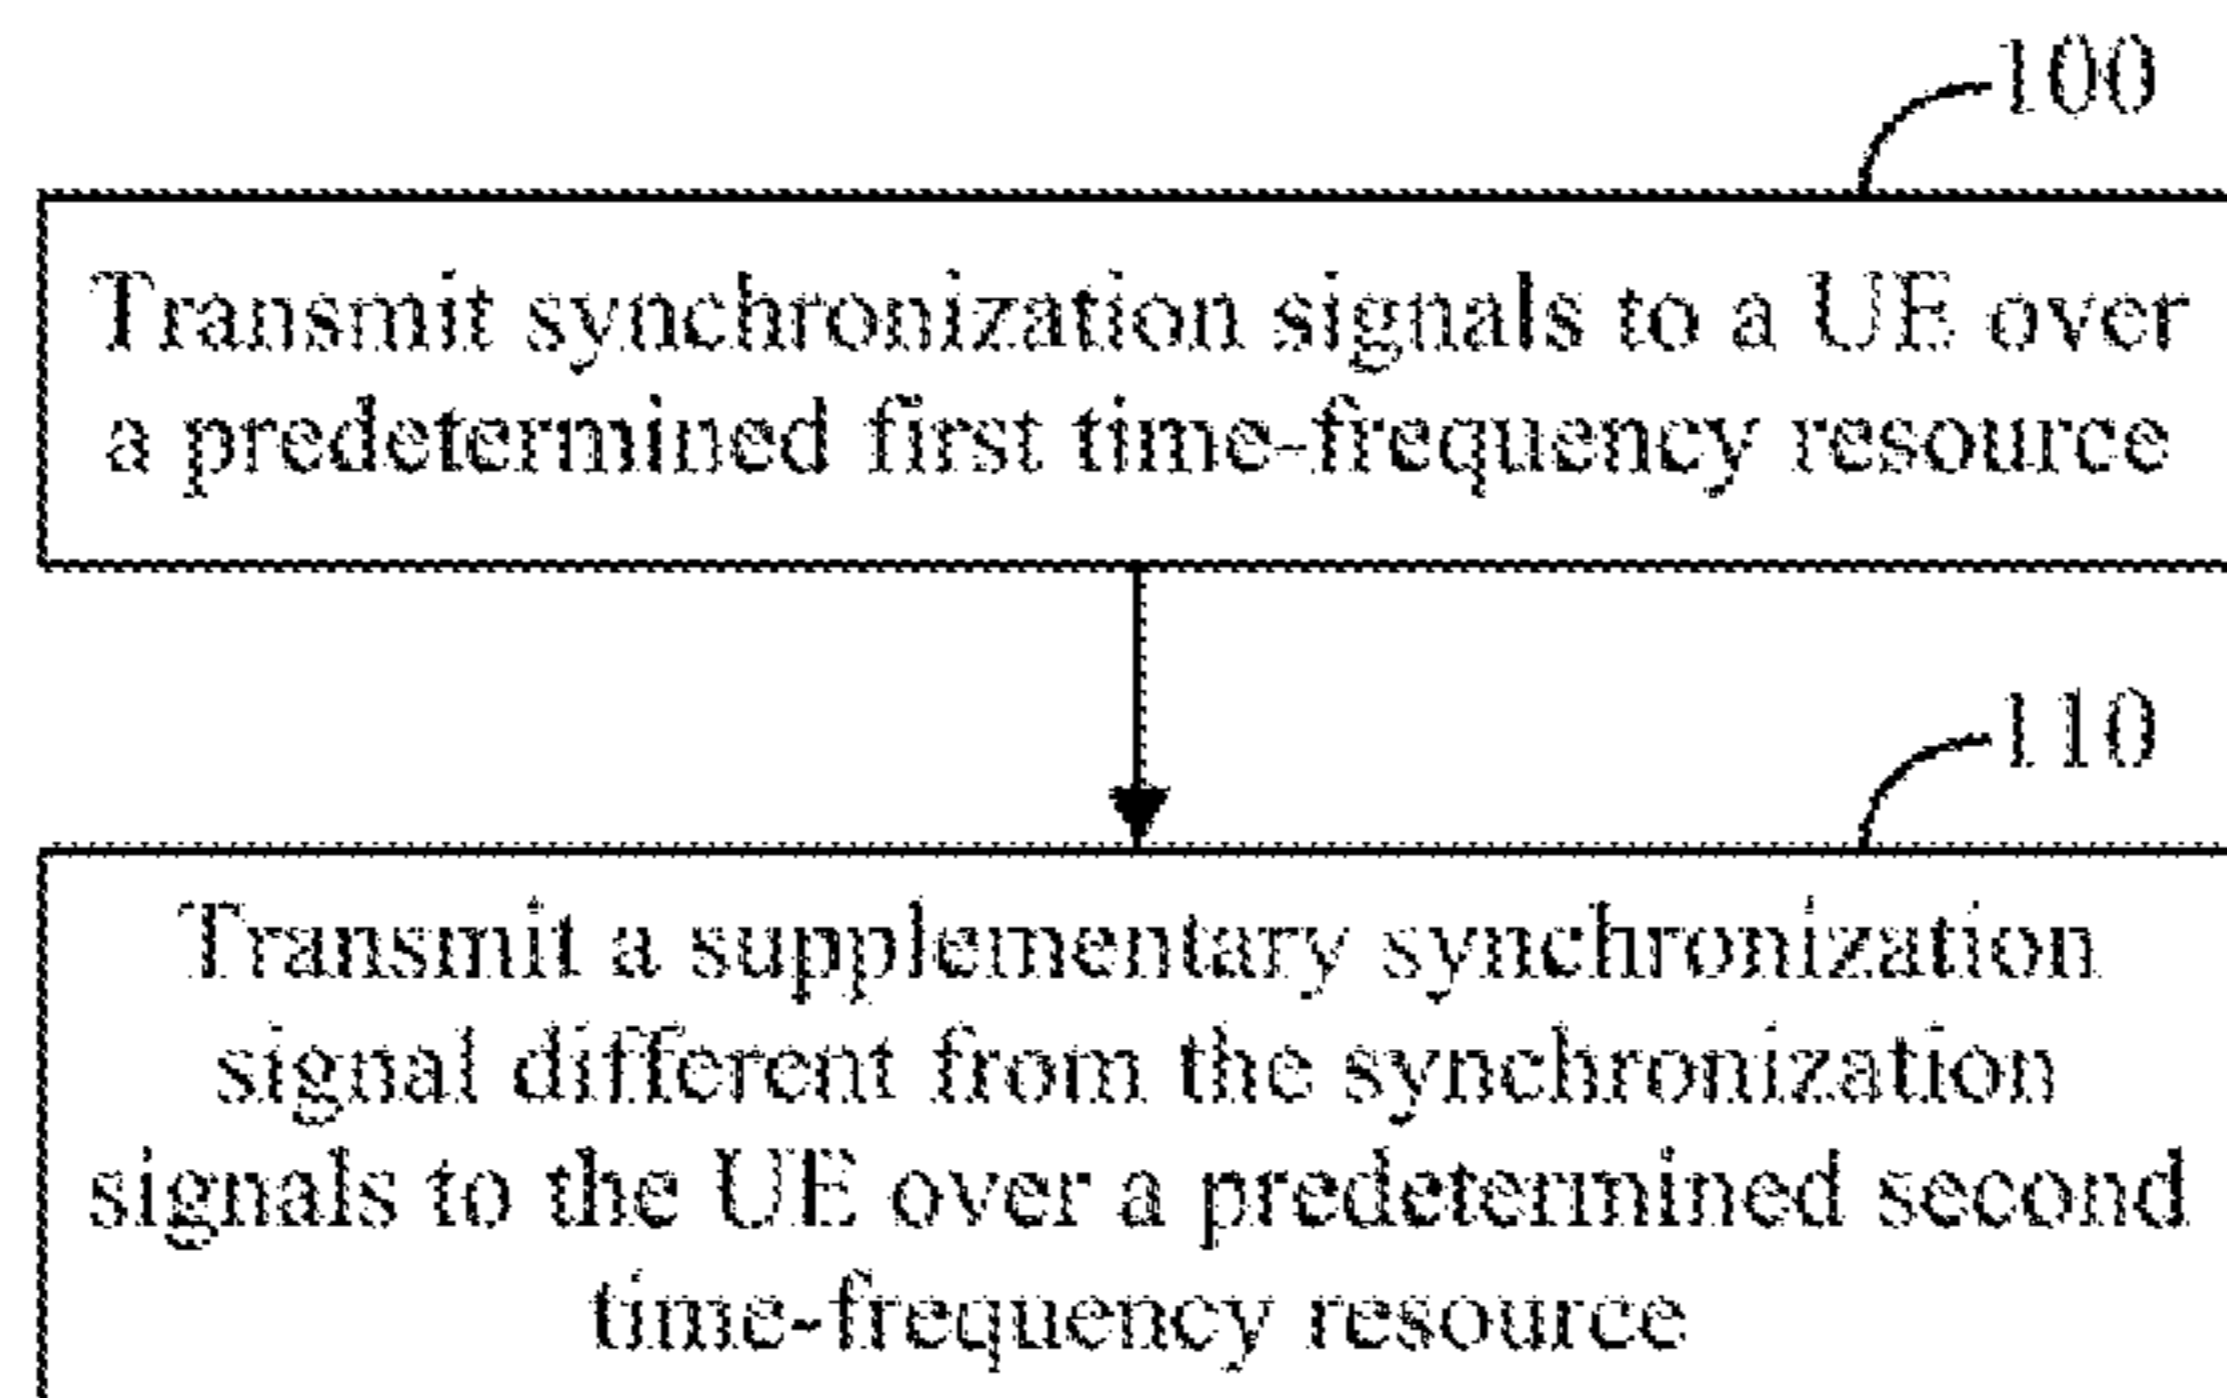 100
Transmit synchronization signals to a UE over
a predetermined first time-frequency resource
110
Transmit a supplementary synchronization
signal different from the synchronization
signals to the UE over a predetermined second
time-frequency resource